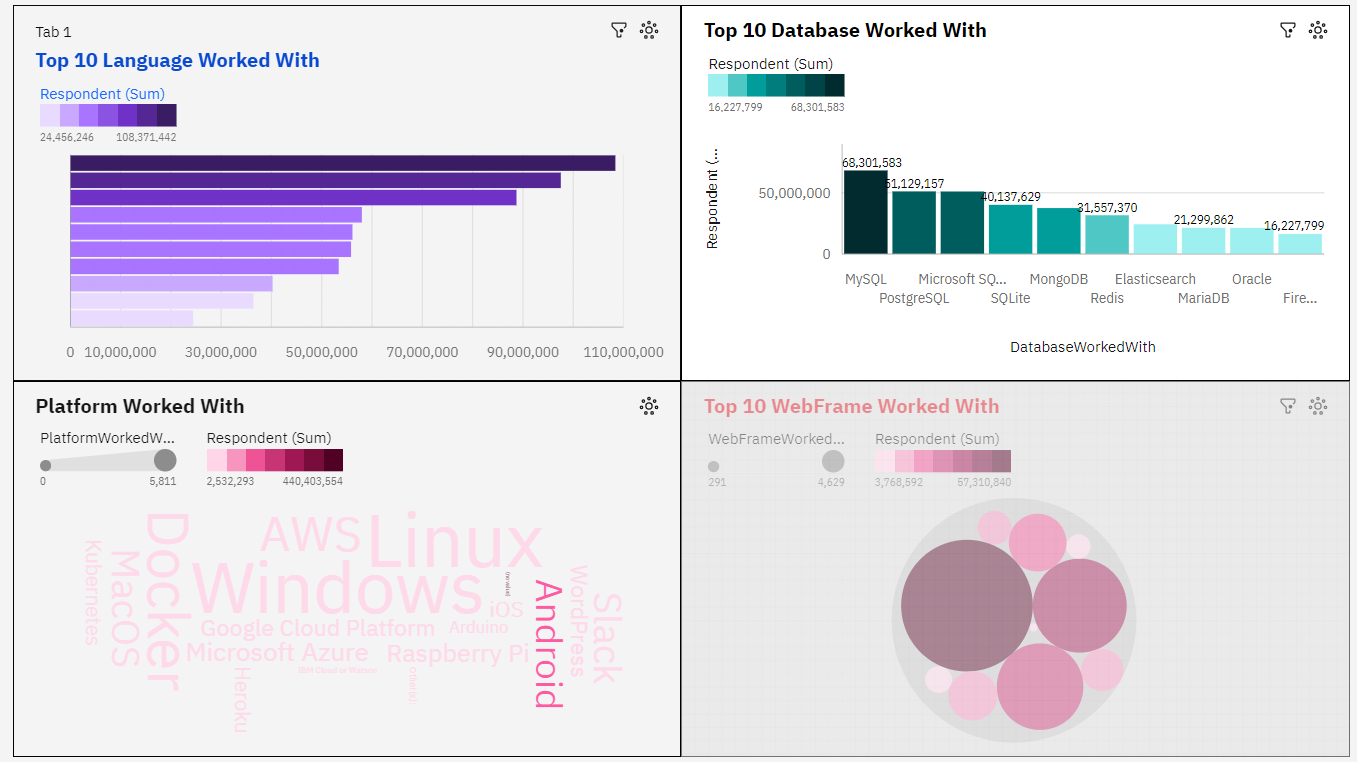 Tab 1
Top 10 Language Worked With
Respondent (Sum)
24,456,246 108,371,442
0 10,000,000 30,000,000 50,000,000 70,000,000 90,000,000 110,000,000
Top 10 Database Worked With
Respondent (Sum)
16,227,799 68,301,583
Respondent (...
50,000,000
0
68,301,583
51,129,157
40,137,629
31,557,370
21,299,862
16,227,799
MySQL Microsoft SQ... MongoDB Elasticsearch Oracle
PostgreSQL SQLite Redis MariaDB Fire...
DatabaseWorkedWith
Platform Worked With
PlatformWorkedW... Respondent (Sum)
0 5,811 2,532,293 440,403,554
Kubernetes
MacOS
Docker
AWS
Linux
Windows
iOS
Google Cloud Platform
Arduino
Microsoft Azure
Raspberry Pi
IBM Cloud or Watson
Heroku
Android
WordPress
Slack
Top 10 WebFrame Worked With
WebFrameWorked... Respondent (Sum)
291 4,629 3,768,592 57,310,840